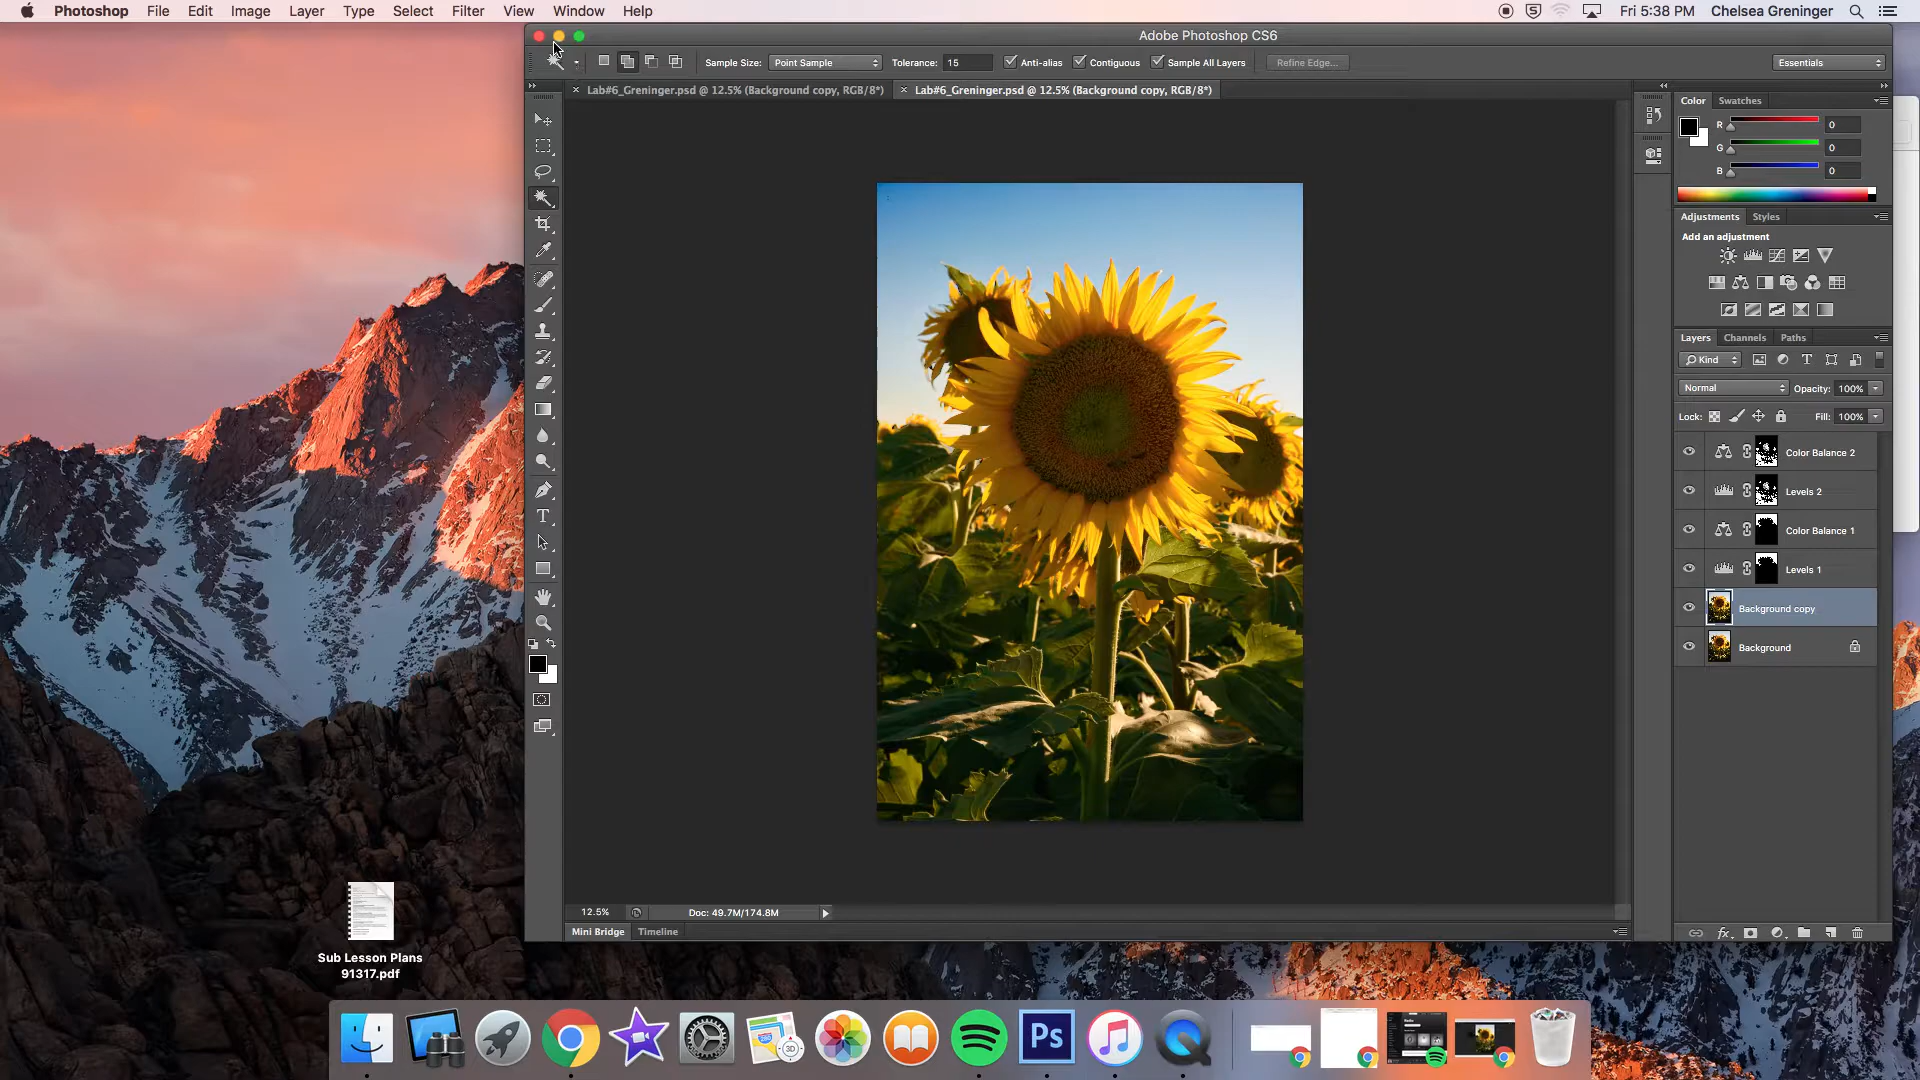 Photoshop File Edit Image Layer Type Select Filter View Window Help Fri 5:38 PM Chelsea Greninger
Adobe Photoshop CS6
Sample Size: Point Sample Tolerance: 15 Anti-alias Contiguous Sample All Layers Refine Edge... Essentials
Lab#6_Greninger.psd @ 12.5% (Background copy, RGB/8*) Lab#6_Greninger.psd @ 12.5% (Background copy, RGB/8*)
Color Swatches
R 0
G 0
B 0
Adjustments Styles
Add an adjustment
Layers Channels Paths
Kind
Normal Opacity: 100%
Lock: Fill: 100%
Color Balance 2
Levels 2
Color Balance 1
Levels 1
Background copy
Background
T
12.5% Doc: 49.7M/174.8M
Mini Bridge Timeline
fx
Sub Lesson Plans
91317.pdf
280
3D
Ps